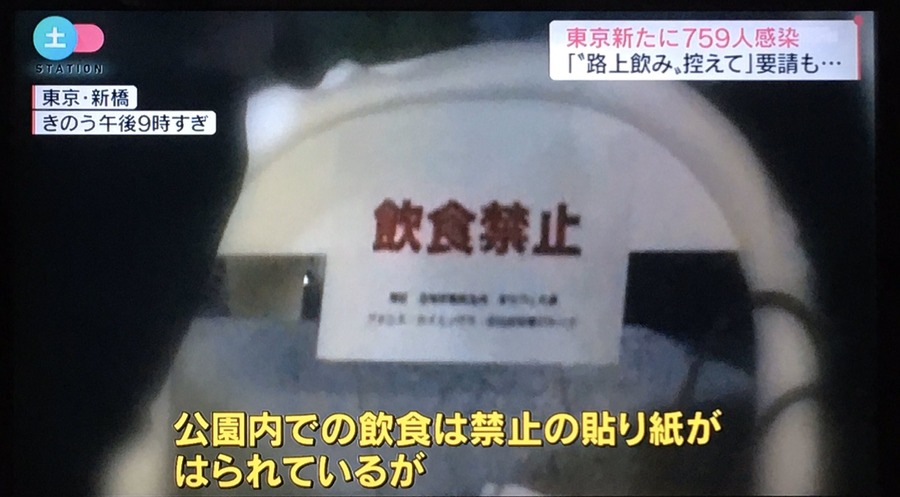 土
STATION
東京新たに759人感染
「〝路上飲み〟控えて」要請も…
東京・新橋
きのう午後9時すぎ
飲食禁止
公園内での飲食は禁止の貼り紙が
はられているが